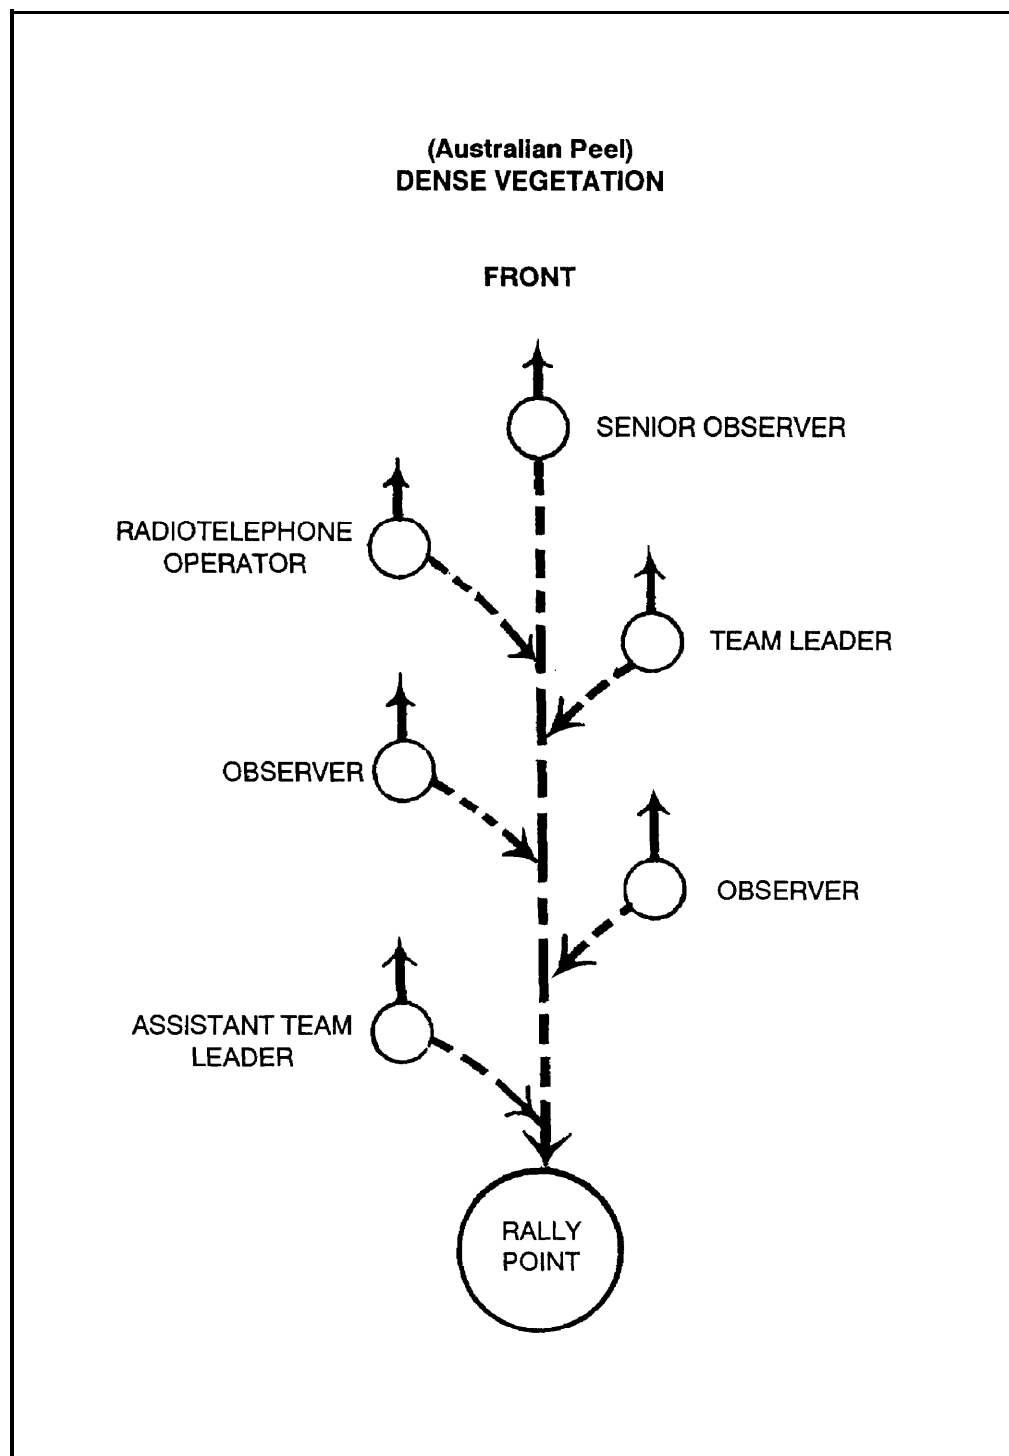 (Australian Peel)
DENSE VEGETATION
FRONT
SENIOR OBSERVER
RADIOTELEPHONE
OPERATOR
TEAM LEADER
OBSERVER
OBSERVER
ASSISTANT TEAM
LEADER
RALLY
POINT